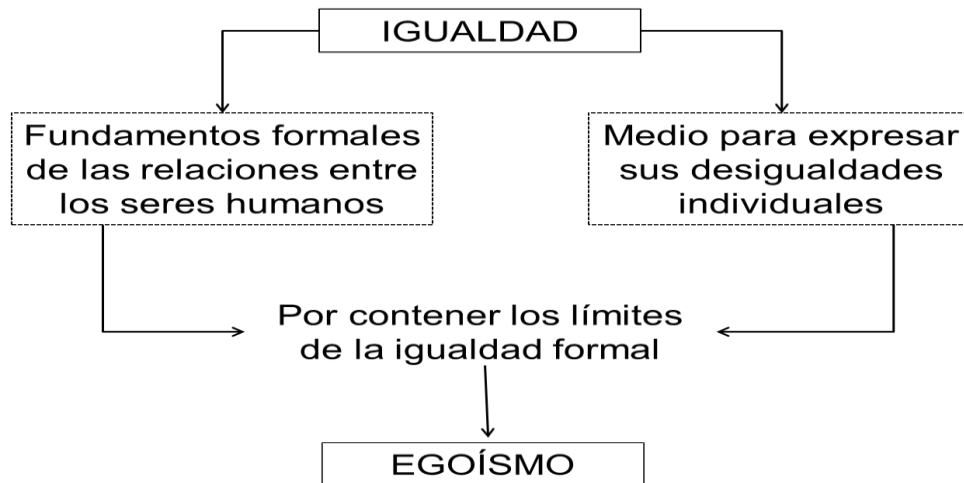 IGUALDAD
Fundamentos formales
de las relaciones entre
los seres humanos
Medio para expresar
sus desigualdades
individuales
Por contener los límites
de la igualdad formal
EGOÍSMO